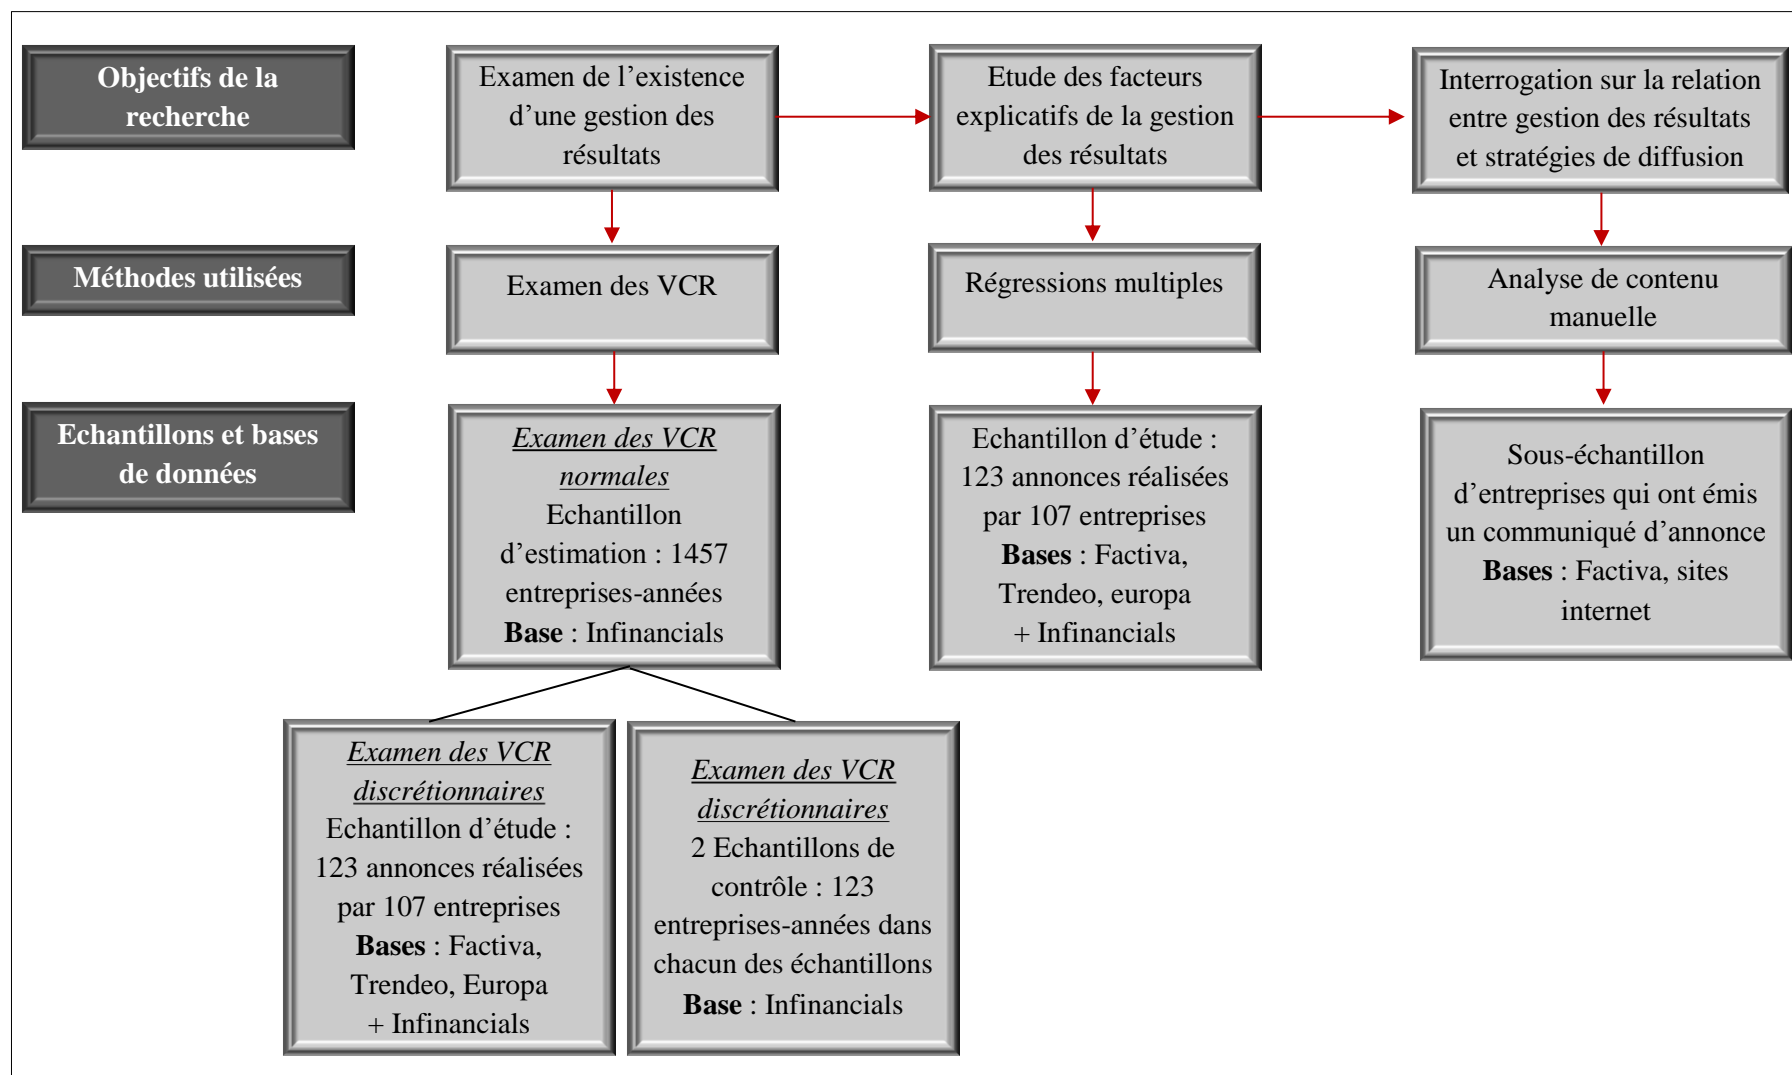 Objectifs de la
recherche
Examen de l’existence
d’une gestion des
résultats
Etude des facteurs
explicatifs de la gestion
des résultats
Interrogation sur la relation
entre gestion des résultats
et stratégies de diffusion
Méthodes utilisées
Examen des VCR
Régressions multiples
Analyse de contenu
manuelle
Echantillons et bases
de données
Examen des VCR
normales
Echantillon
d’estimation : 1457
entreprises-années
Base : Infinancials
Echantillon d’étude :
123 annonces réalisées
par 107 entreprises
Bases : Factiva,
Trendeo, europa
+ Infinancials
Sous-échantillon
d’entreprises qui ont émis
un communiqué d’annonce
Bases : Factiva, sites
internet
Examen des VCR
discrétionnaires
Echantillon d’étude :
123 annonces réalisées
par 107 entreprises
Bases : Factiva,
Trendeo, Europa
+ Infinancials
Examen des VCR
discrétionnaires
2 Echantillons de
contrôle : 123
entreprises-années dans
chacun des échantillons
Base : Infinancials